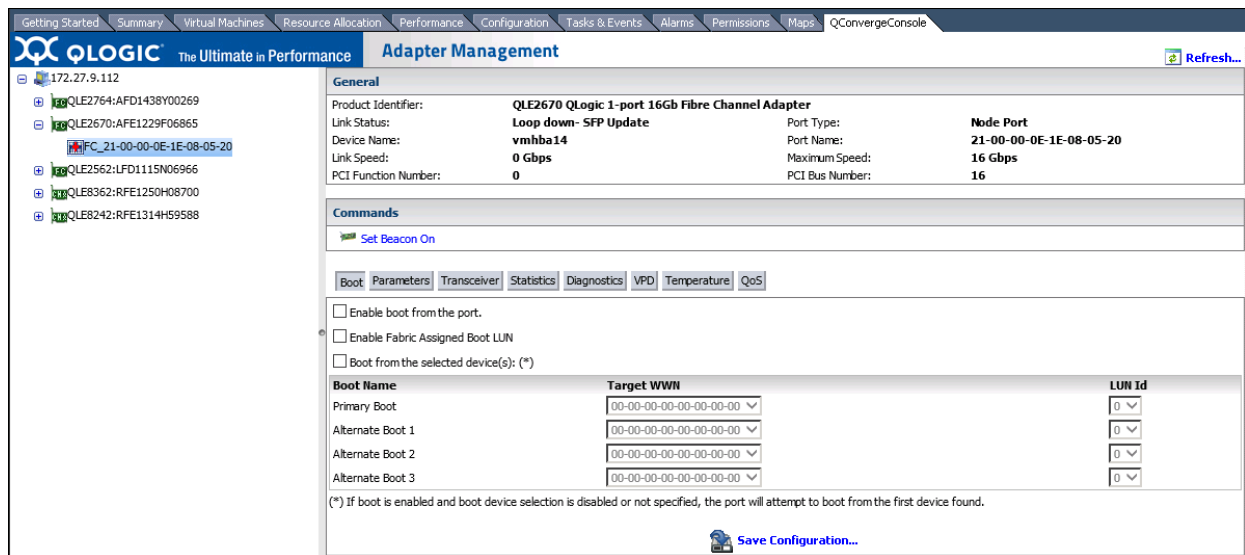 Getting Started Summary Virtual Machines Resource Allocation Performance Configuration Tasks & Events Alarms Permissions Maps QConvergeConsole
QLOGIC The Ultimate in Performance Adapter Management Refresh...
172.27.9.112
QLE2764:AFD1438Y00269
QLE2670:AFE1229F06865
FC_21-00-00-0E-1E-08-05-20
QLE2562:LFD1115N06966
QLE8362:RFE1250H08700
QLE8242:RFE1314H59588
General
Product Identifier: QLE2670 QLogic 1-port 16Gb Fibre Channel Adapter
Link Status: Loop down- SFP Update Port Type: Node Port
Device Name: vmhba14 Port Name: 21-00-00-0E-1E-08-05-20
Link Speed: 0 Gbps Maximum Speed: 16 Gbps
PCI Function Number: 0 PCI Bus Number: 16
Commands
Set Beacon On
Boot Parameters Transceiver Statistics Diagnostics VPD Temperature QoS
Enable boot from the port.
Enable Fabric Assigned Boot LUN
Boot from the selected device(s): (*)
Boot Name Target WWN LUN Id
Primary Boot 00-00-00-00-00-00-00-00 0
Alternate Boot 1 00-00-00-00-00-00-00-00 0
Alternate Boot 2 00-00-00-00-00-00-00-00 0
Alternate Boot 3 00-00-00-00-00-00-00-00 0
(*) If boot is enabled and boot device selection is disabled or not specified, the port will attempt to boot from the first device found.
Save Configuration...